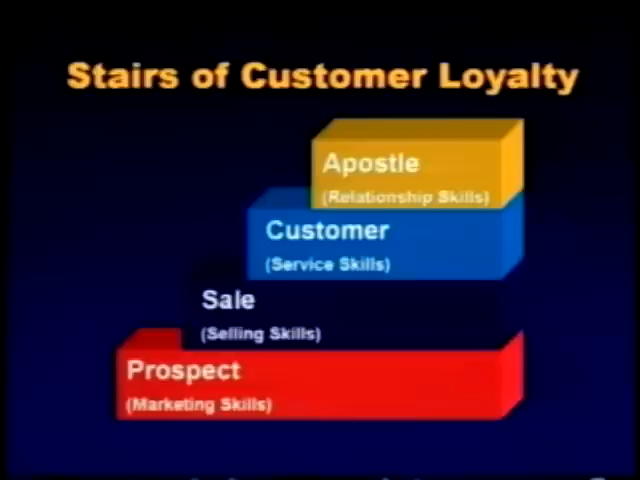 Stairs of Customer Loyalty
Apostle
(Relationship Skills)
Customer
(Service Skills)
Sale
(Selling Skills)
Prospect
(Marketing Skills)